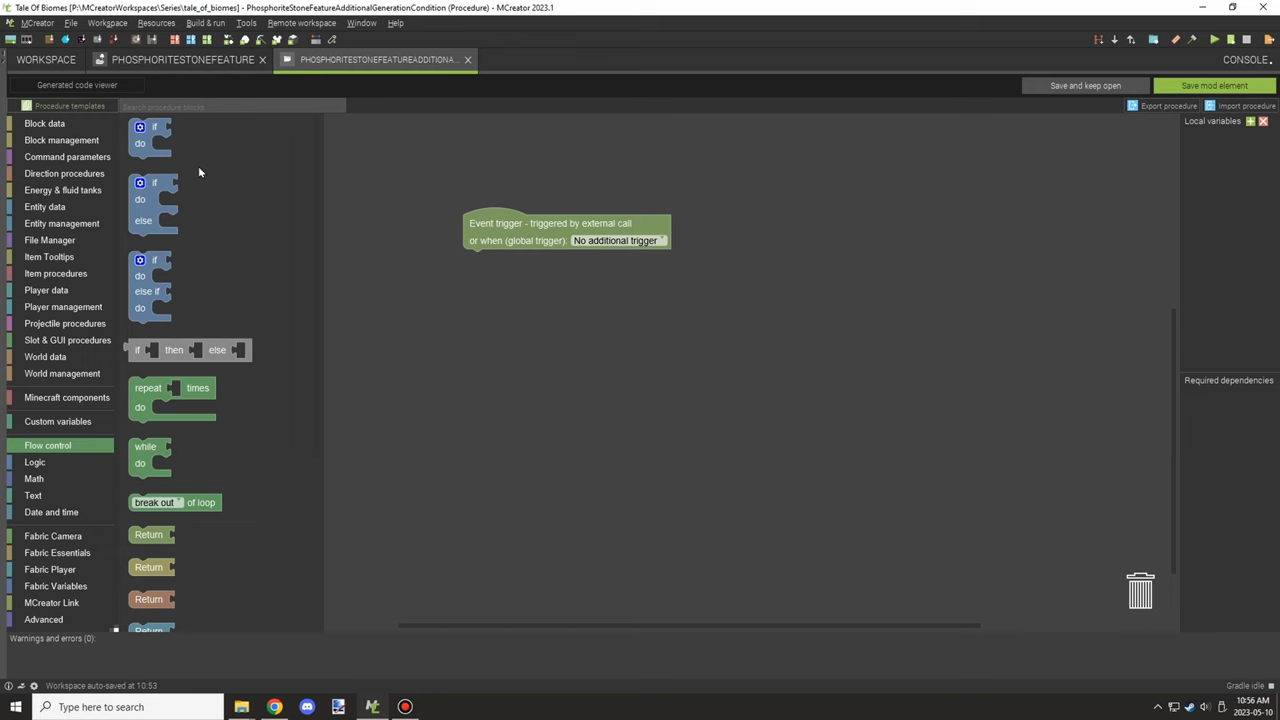 Tale Of Biomes [P:\MCreatorWorkspaces\Series\tale_of_biomes] - PhosphoriteStoneFeatureAdditionalGenerationCondition (Procedure) - MCreator 2023.1
MCreator File Workspace Resources Build & run Tools Remote workspace Window Help
WORKSPACE PHOSPHORITESTONEFEATURE PHOSPHORITESTONEFEATUREADDITIONA... CONSOLE
Generated code viewer Save and keep open Save mod element
Procedure templates Search procedure blocks Export procedure Import procedure
Block data
Block management
Command parameters
Direction procedures
Energy & fluid tanks
Entity data
Entity management
File Manager
Item Tooltips
Item procedures
Player data
Player management
Projectile procedures
Slot & GUI procedures
World data
World management
Minecraft components
Custom variables
Flow control
Logic
Math
Text
Date and time
Fabric Camera
Fabric Essentials
Fabric Player
Fabric Variables
MCreator Link
Advanced
if
do
if
do
else
if
do
else if
do
if then else
repeat times
do
while
do
break out of loop
Return
Return
Return
Return
Event trigger - triggered by external call
or when (global trigger): No additional trigger
Local variables
Required dependencies
Warnings and errors (0):
Workspace auto-saved at 10:53 Gradle idle
Type here to search
10:56 AM
2023-05-10